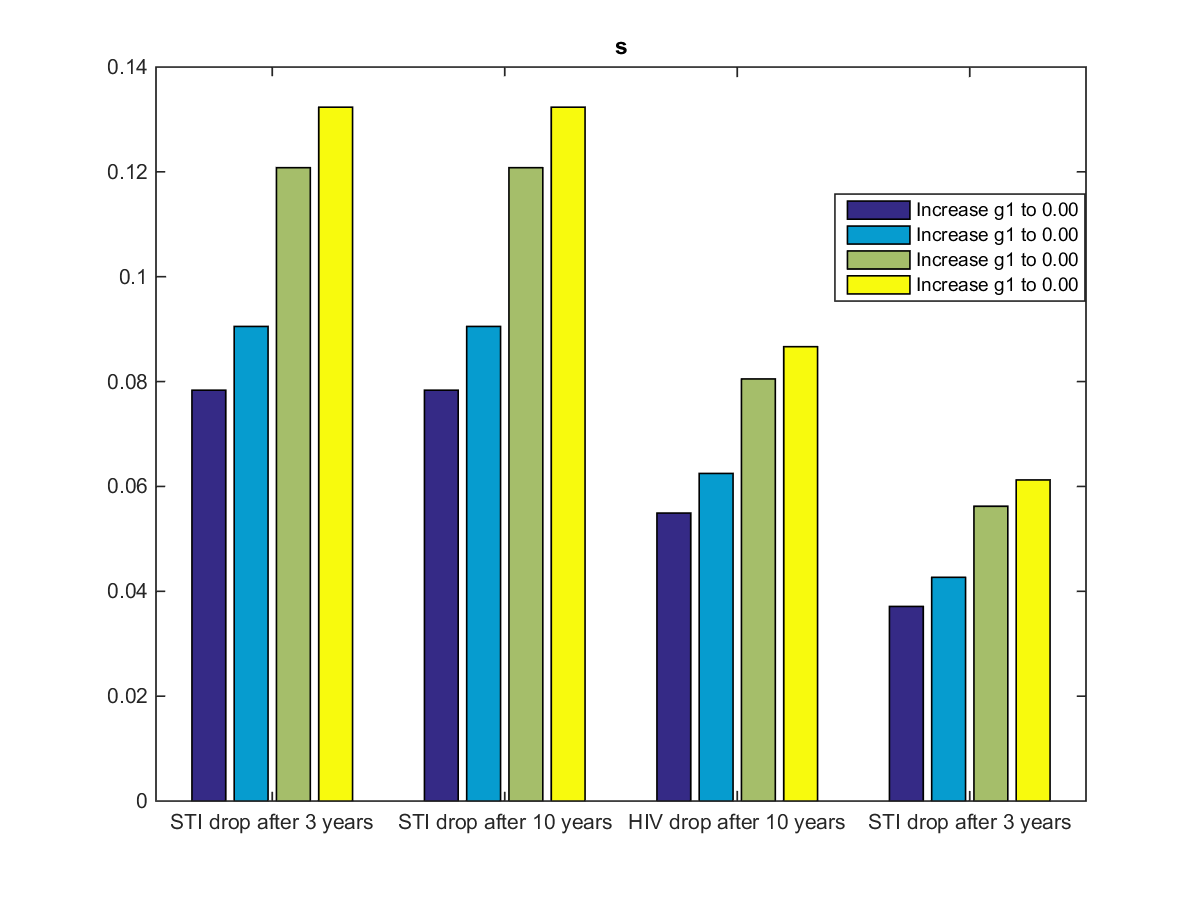 s
0.14
0.12
0.1
0.08
0.06
0.04
0.02
0
Increase g1 to 0.00
Increase g1 to 0.00
Increase g1 to 0.00
Increase g1 to 0.00
STI drop after 3 years STI drop after 10 years HIV drop after 10 years STI drop after 3 years